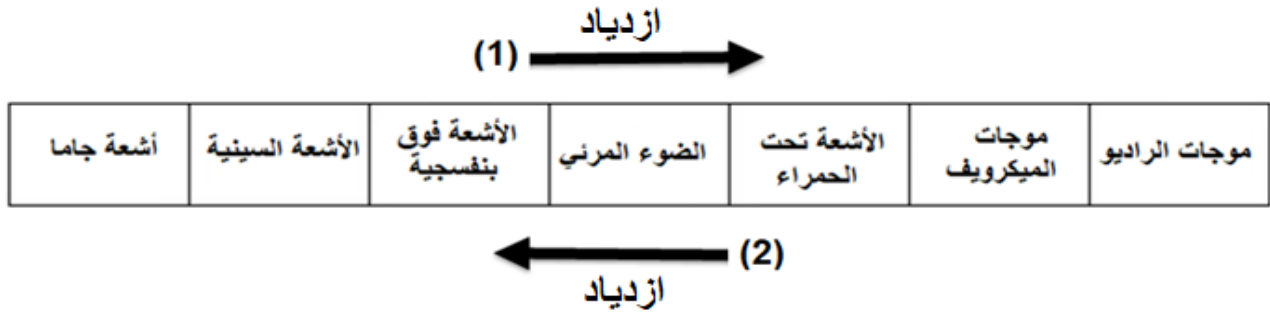 ازدياد
(1)
موجات الراديو
موجات
الميكرويف
الأشعة تحت
الحمراء
الضوء المرئي
الأشعة فوق
بنفسجية
الأشعة السينية
أشعة جاما
(2)
ازدياد